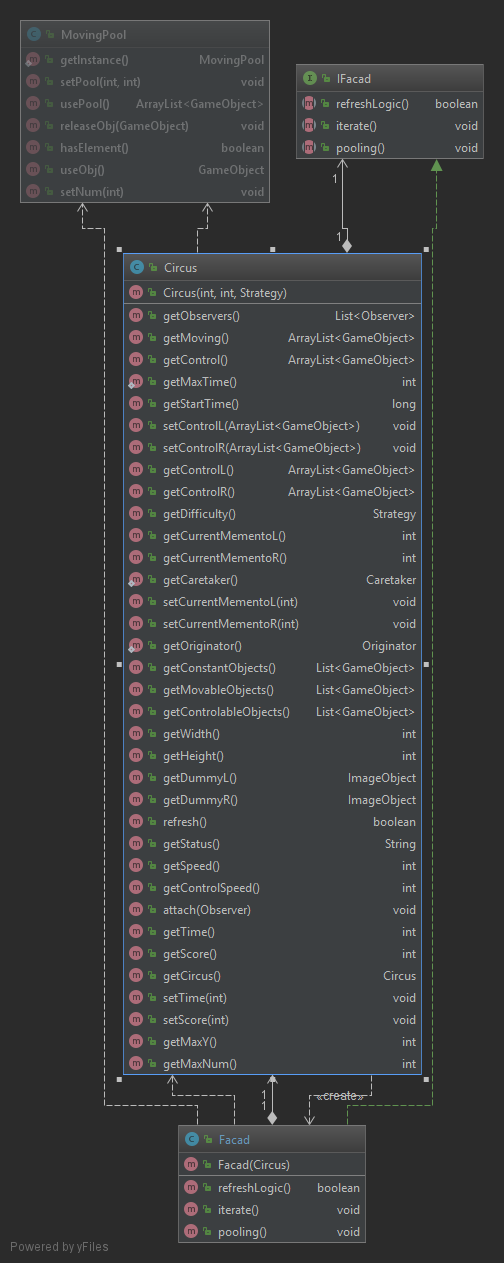 MovingPool
getInstance() MovingPool
setPool(int, int) void
usePool() ArrayList<GameObject>
releaseObj(GameObject) void
hasElement() boolean
useObj() GameObject
setNum(int) void
IFacad
refreshLogic() boolean
iterate() void
pooling() void
1
1
Circus
Circus(int, int, Strategy)
getObservers() List<Observer>
getMoving() ArrayList<GameObject>
getControl() ArrayList<GameObject>
getMaxTime() int
getStartTime() long
setControlL(ArrayList<GameObject>) void
setControlR(ArrayList<GameObject>) void
getControlL() ArrayList<GameObject>
getControlR() ArrayList<GameObject>
getDifficulty() Strategy
getCurrentMementoL() int
getCurrentMementoR() int
getCaretaker() Caretaker
setCurrentMementoL(int) void
setCurrentMementoR(int) void
getOriginator() Originator
getConstantObjects() List<GameObject>
getMovableObjects() List<GameObject>
getControlableObjects() List<GameObject>
getWidth() int
getHeight() int
getDummyL() ImageObject
getDummyR() ImageObject
refresh() boolean
getStatus() String
getSpeed() int
getControlSpeed() int
attach(Observer) void
getTime() int
getScore() int
getCircus() Circus
setTime(int) void
setScore(int) void
getMaxY() int
getMaxNum() int
1
1
«create»
Facad
Facad(Circus)
refreshLogic() boolean
iterate() void
pooling() void
Powered by yFiles